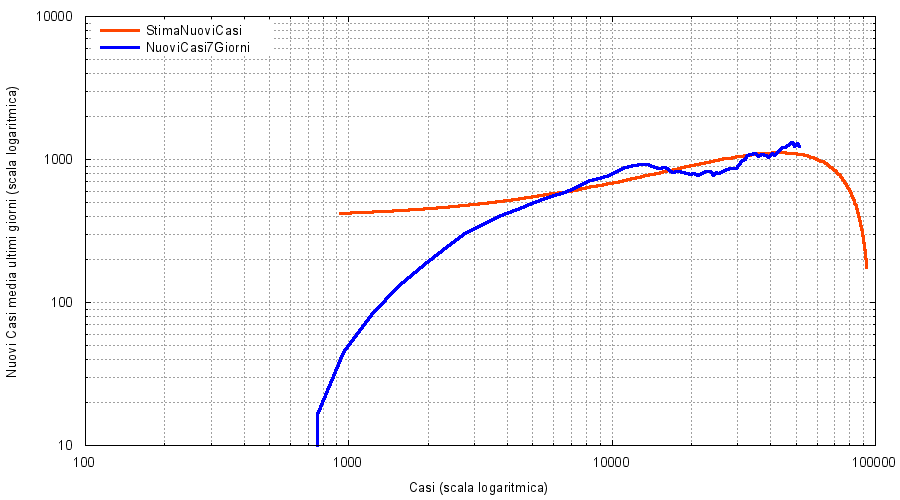 10000
StimaNuoviCasi
NuoviCasi7Giorni
1000
100
10
Nuovi Casi media ultimi giorni (scala logaritmica)
100
1000
10000
100000
Casi (scala logaritmica)